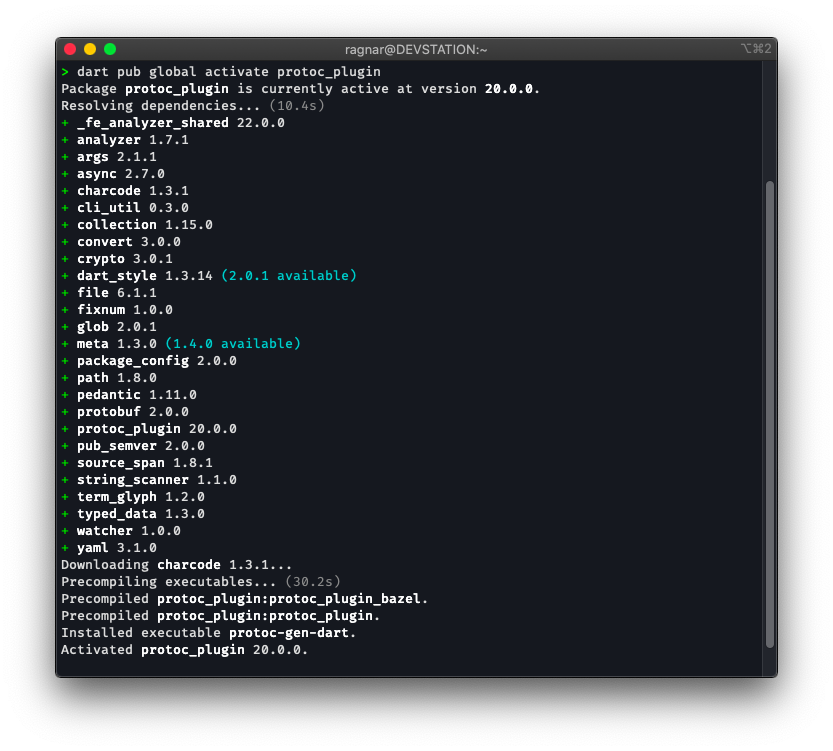 ragnar@DEVSTATION:~ ⌥⌘2
> dart pub global activate protoc_plugin
Package protoc_plugin is currently active at version 20.0.0.
Resolving dependencies... (10.4s)
+ _fe_analyzer_shared 22.0.0
+ analyzer 1.7.1
+ args 2.1.1
+ async 2.7.0
+ charcode 1.3.1
+ cli_util 0.3.0
+ collection 1.15.0
+ convert 3.0.0
+ crypto 3.0.1
+ dart_style 1.3.14 (2.0.1 available)
+ file 6.1.1
+ fixnum 1.0.0
+ glob 2.0.1
+ meta 1.3.0 (1.4.0 available)
+ package_config 2.0.0
+ path 1.8.0
+ pedantic 1.11.0
+ protobuf 2.0.0
+ protoc_plugin 20.0.0
+ pub_semver 2.0.0
+ source_span 1.8.1
+ string_scanner 1.1.0
+ term_glyph 1.2.0
+ typed_data 1.3.0
+ watcher 1.0.0
+ yaml 3.1.0
Downloading charcode 1.3.1...
Precompiling executables... (30.2s)
Precompiled protoc_plugin:protoc_plugin_bazel.
Precompiled protoc_plugin:protoc_plugin.
Installed executable protoc-gen-dart.
Activated protoc_plugin 20.0.0.